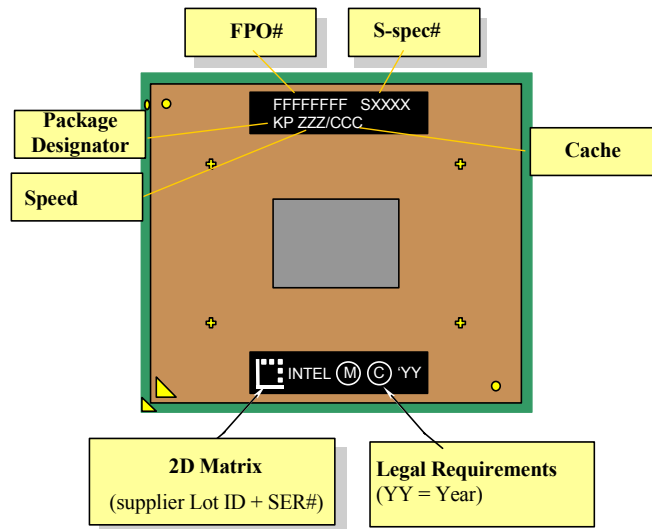 FPO#
S-spec#
FFFFFFFF SXXXX
KP ZZZ/CCC
Package
Designator
Cache
Speed
INTEL M C ‘YY
2D Matrix
(supplier Lot ID + SER#)
Legal Requirements
(YY = Year)